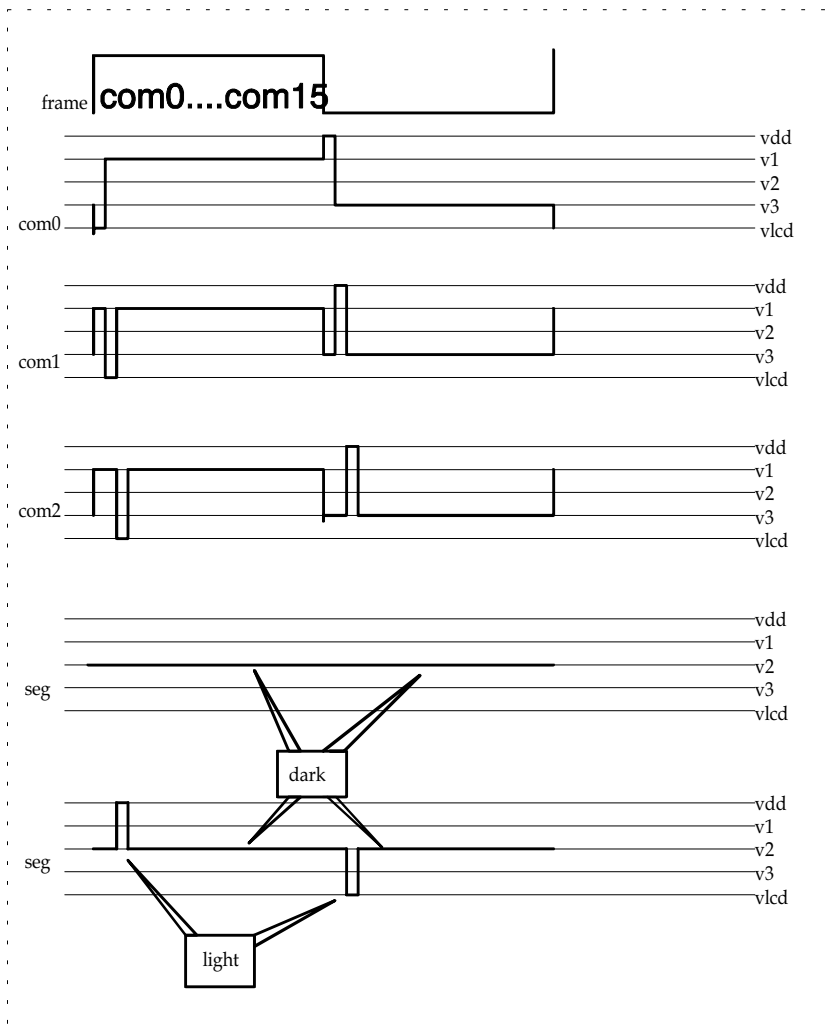 frame com0....com15
vdd
v1
v2
v3
com0
vlcd
vdd
v1
v2
v3
com1
vlcd
vdd
v1
v2
com2
v3
vlcd
vdd
v1
v2
seg
v3
vlcd
dark
vdd
v1
v2
seg
v3
vlcd
light